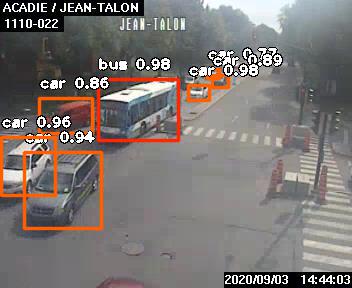 ACADIE / JEAN-TALON
1110-022
JEAN-TALON
car 0.77
car 0.89
car 0.98
bus 0.98
car 0.86
car 0.96
car 0.94
2020/09/03 14:44:03